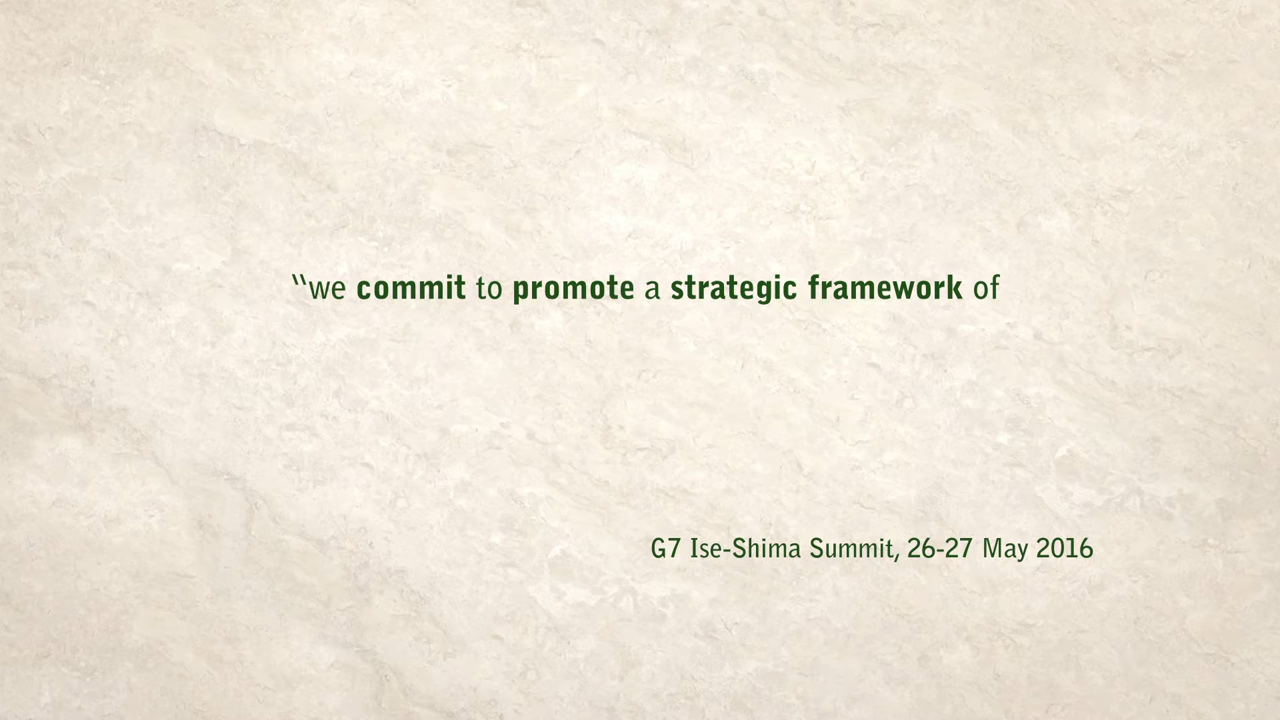 “we commit to promote a strategic framework of
G7 Ise-Shima Summit, 26-27 May 2016